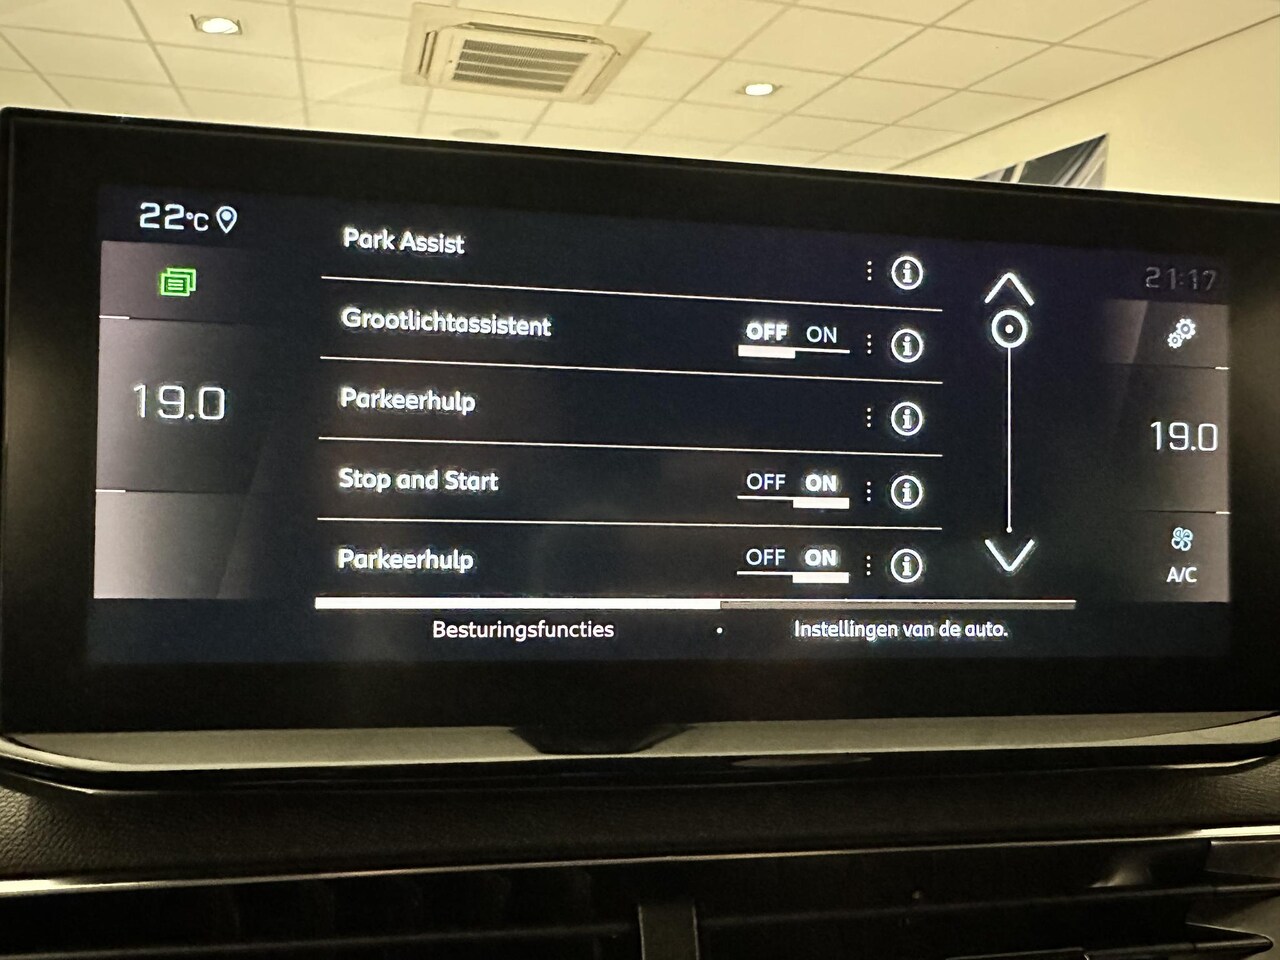 22°C
Park Assist
21:17
Grootlichtassistent
OFF ON
19.0
Parkeerhulp
19.0
Stop and Start
OFF ON
Parkeerhulp
OFF ON
A/C
Besturingsfuncties
Instellingen van de auto.